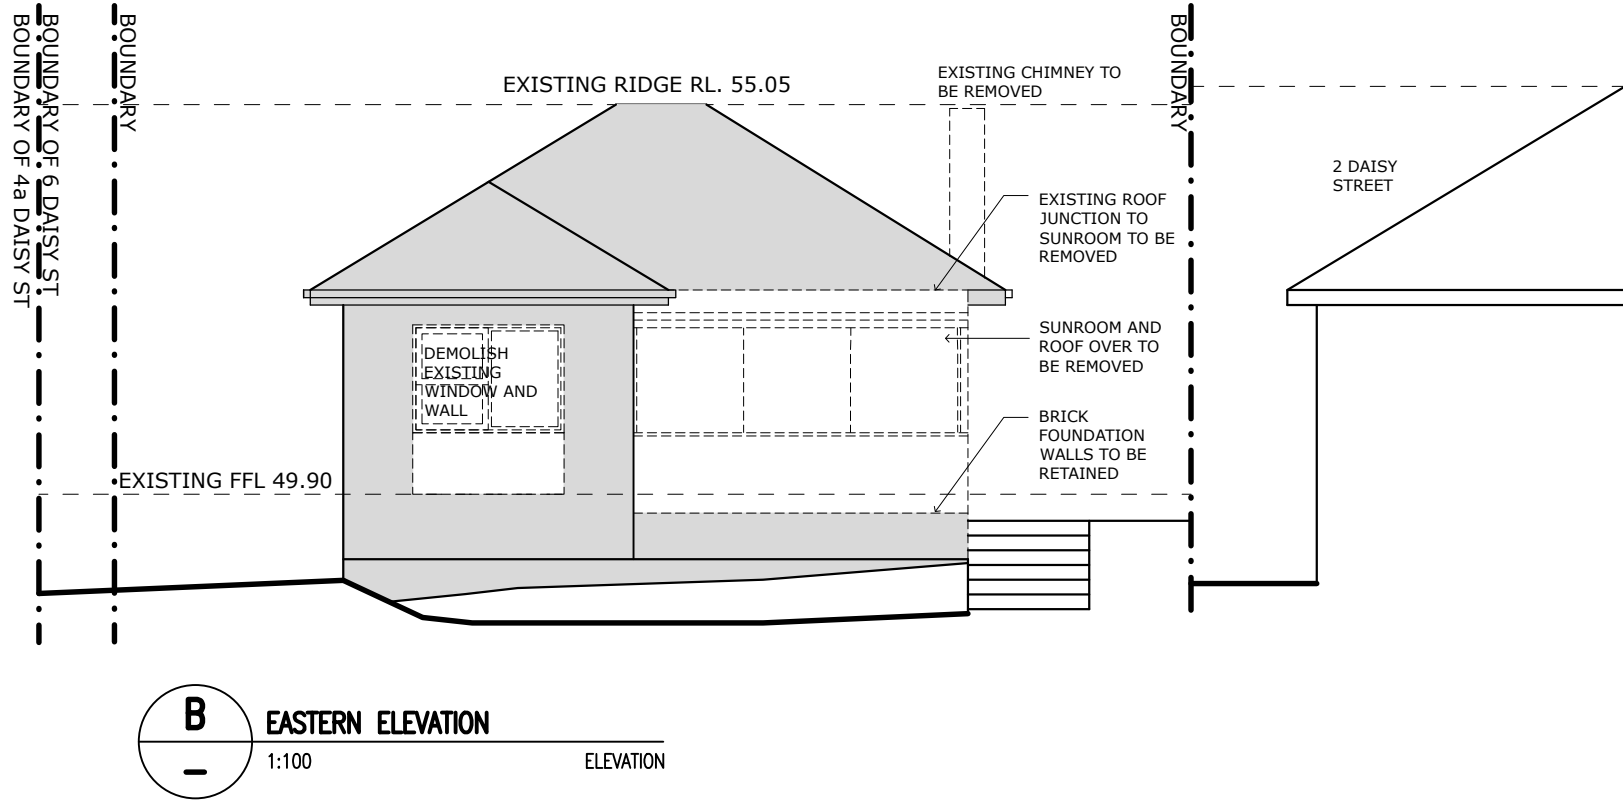 BOUNDARY OF 4a DAISY ST
BOUNDARY OF 6 DAISY ST
BOUNDARY
EXISTING RIDGE RL. 55.05
EXISTING CHIMNEY TO
BE REMOVED
BOUNDARY
2 DAISY
STREET
EXISTING ROOF
JUNCTION TO
SUNROOM TO BE
REMOVED
SUNROOM AND
ROOF OVER TO
BE REMOVED
DEMOLISH
EXISTING
WINDOW AND
WALL
BRICK
FOUNDATION
WALLS TO BE
RETAINED
EXISTING FFL 49.90
B
–
EASTERN ELEVATION
1:100
ELEVATION